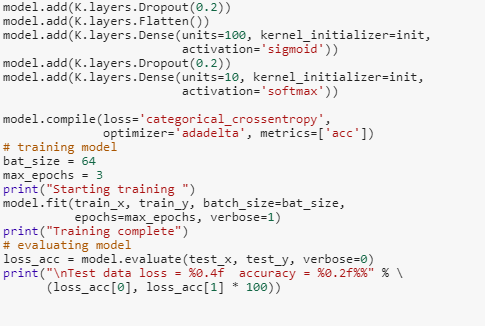 model.add(K.layers.Dropout(0.2))
model.add(K.layers.Flatten())
model.add(K.layers.Dense(units=100, kernel_initializer=init,
                         activation='sigmoid'))
model.add(K.layers.Dropout(0.2))
model.add(K.layers.Dense(units=10, kernel_initializer=init,
                         activation='softmax'))

model.compile(loss='categorical_crossentropy',
              optimizer='adadelta', metrics=['acc'])
# training model
bat_size = 64
max_epochs = 3
print("Starting training ")
model.fit(train_x, train_y, batch_size=bat_size,
          epochs=max_epochs, verbose=1)
print("Training complete")
# evaluating model
loss_acc = model.evaluate(test_x, test_y, verbose=0)
print("\nTest data loss = %0.4f  accuracy = %0.2f%%" % \
      (loss_acc[0], loss_acc[1] * 100))